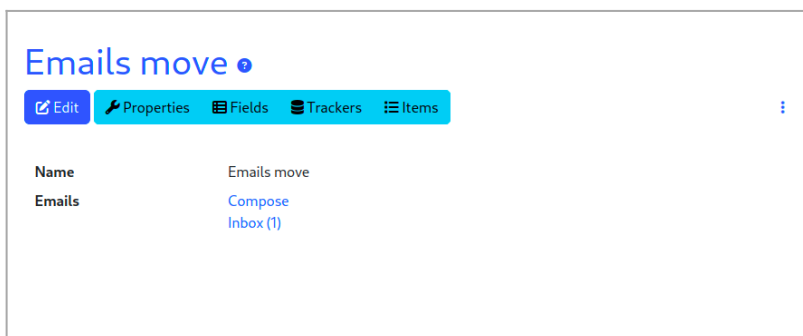 Emails move
Edit Properties Fields Trackers Items
Name Emails move
Emails Compose
Inbox (1)